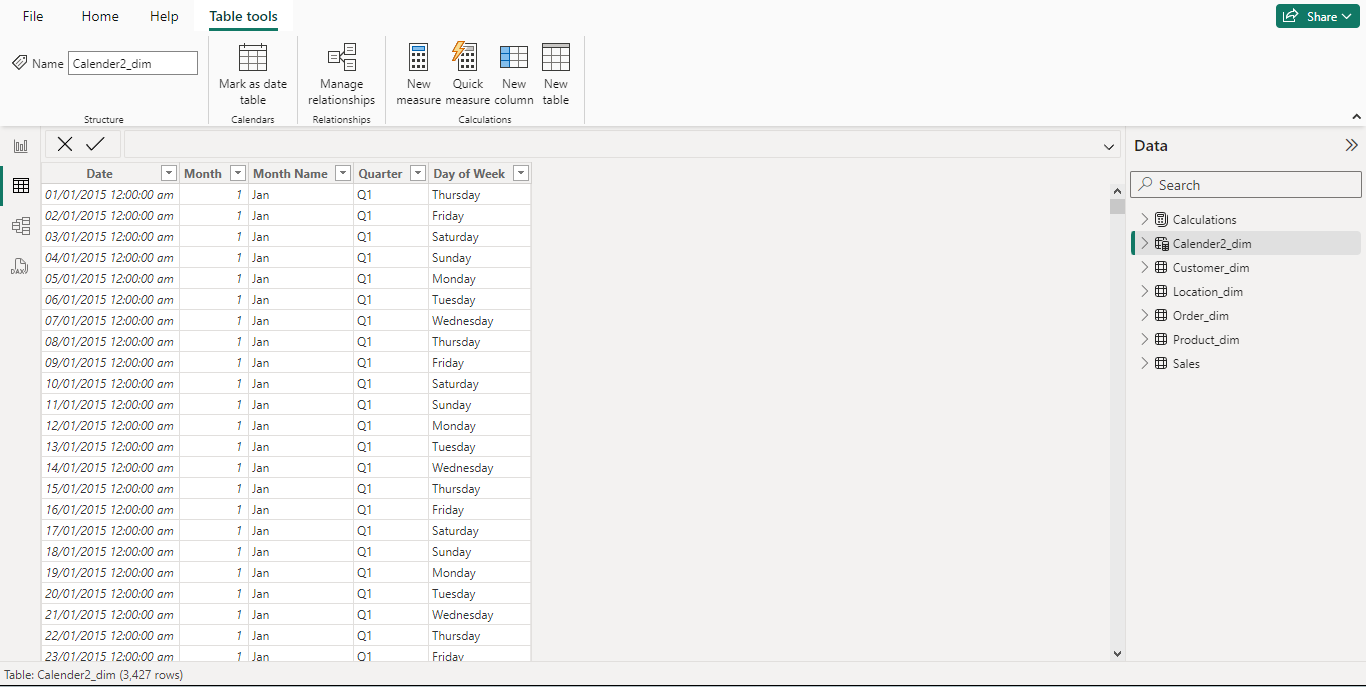 File Home Help Table tools Share
Name Calender2_dim
Mark as date table
Manage relationships
New measure
Quick measure
New column
New table
Structure Calendars Relationships Calculations
Data
Search
Calculations
Calender2_dim
Customer_dim
Location_dim
Order_dim
Product_dim
Sales
DAX
Date Month Month Name Quarter Day of Week
01/01/2015 12:00:00 am 1 Jan Q1 Thursday
02/01/2015 12:00:00 am 1 Jan Q1 Friday
03/01/2015 12:00:00 am 1 Jan Q1 Saturday
04/01/2015 12:00:00 am 1 Jan Q1 Sunday
05/01/2015 12:00:00 am 1 Jan Q1 Monday
06/01/2015 12:00:00 am 1 Jan Q1 Tuesday
07/01/2015 12:00:00 am 1 Jan Q1 Wednesday
08/01/2015 12:00:00 am 1 Jan Q1 Thursday
09/01/2015 12:00:00 am 1 Jan Q1 Friday
10/01/2015 12:00:00 am 1 Jan Q1 Saturday
11/01/2015 12:00:00 am 1 Jan Q1 Sunday
12/01/2015 12:00:00 am 1 Jan Q1 Monday
13/01/2015 12:00:00 am 1 Jan Q1 Tuesday
14/01/2015 12:00:00 am 1 Jan Q1 Wednesday
15/01/2015 12:00:00 am 1 Jan Q1 Thursday
16/01/2015 12:00:00 am 1 Jan Q1 Friday
17/01/2015 12:00:00 am 1 Jan Q1 Saturday
18/01/2015 12:00:00 am 1 Jan Q1 Sunday
19/01/2015 12:00:00 am 1 Jan Q1 Monday
20/01/2015 12:00:00 am 1 Jan Q1 Tuesday
21/01/2015 12:00:00 am 1 Jan Q1 Wednesday
22/01/2015 12:00:00 am 1 Jan Q1 Thursday
23/01/2015 12:00:00 am 1 Jan Q1 Friday
Table: Calender2_dim (3,427 rows)